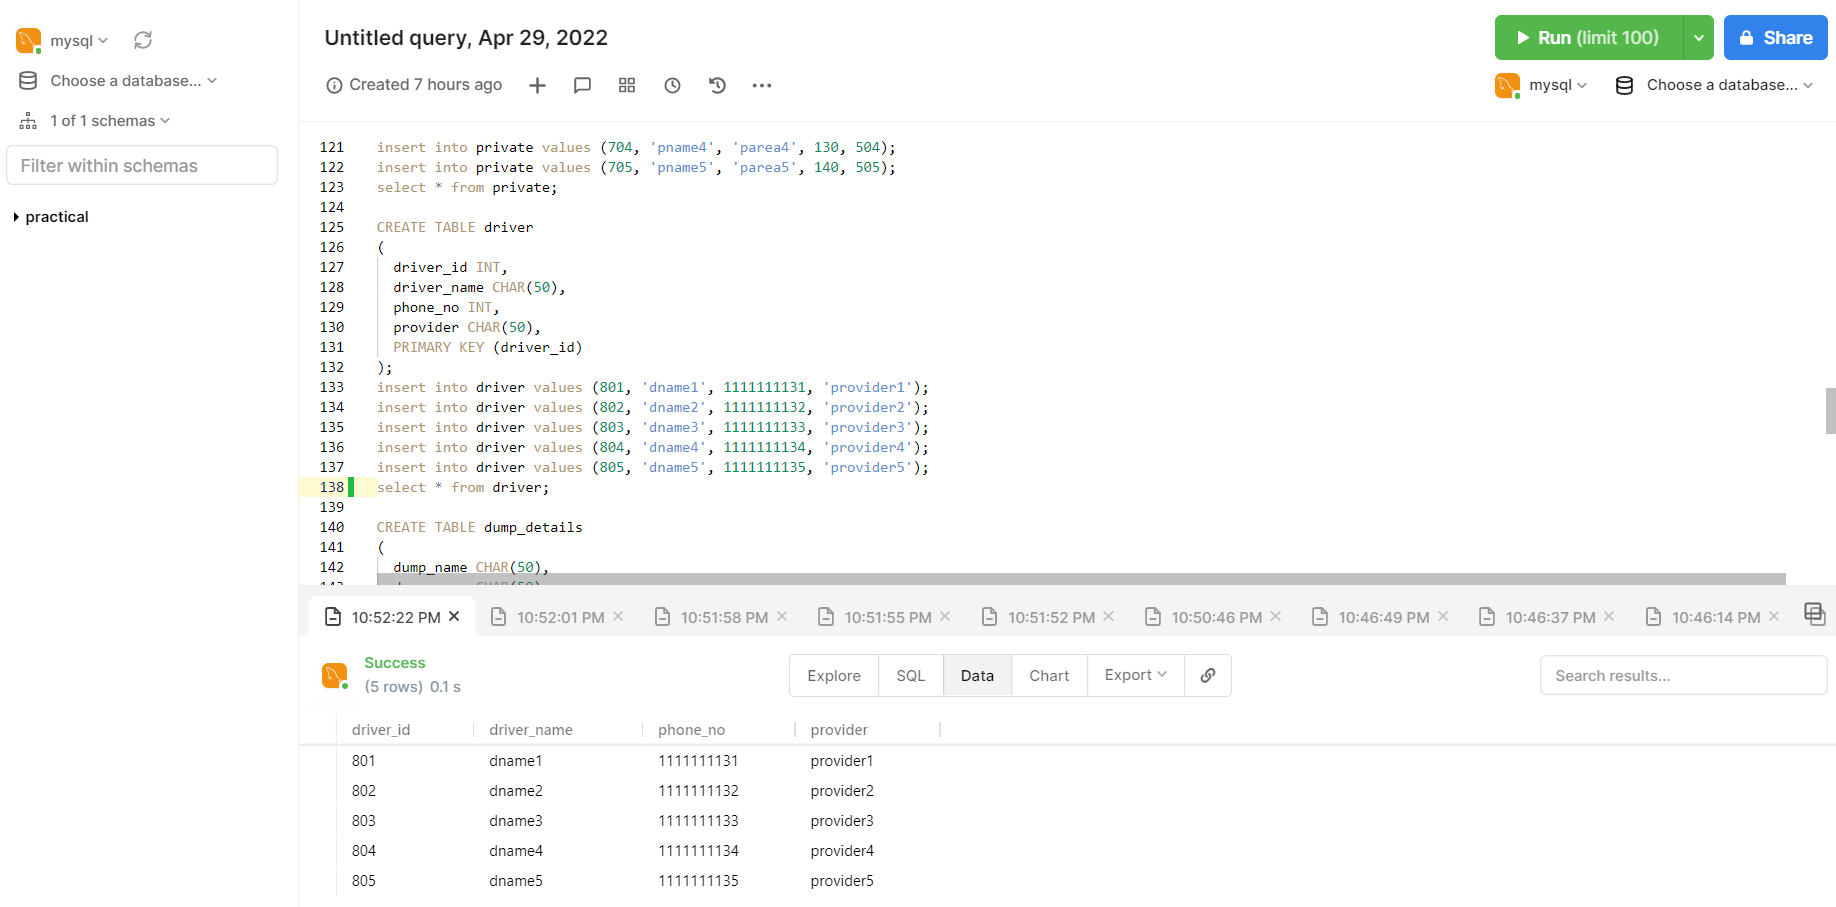 mysql
Choose a database...
1 of 1 schemas
Filter within schemas
practical
Untitled query, Apr 29, 2022
Created 7 hours ago
Run (limit 100)
Share
mysql
Choose a database...
121 insert into private values (704, 'pname4', 'parea4', 130, 504);
122 insert into private values (705, 'pname5', 'parea5', 140, 505);
123 select * from private;
124
125 CREATE TABLE driver
126 (
127 driver_id INT,
128 driver_name CHAR(50),
129 phone_no INT,
130 provider CHAR(50),
131 PRIMARY KEY (driver_id)
132 );
133 insert into driver values (801, 'dname1', 1111111131, 'provider1');
134 insert into driver values (802, 'dname2', 1111111132, 'provider2');
135 insert into driver values (803, 'dname3', 1111111133, 'provider3');
136 insert into driver values (804, 'dname4', 1111111134, 'provider4');
137 insert into driver values (805, 'dname5', 1111111135, 'provider5');
138 select * from driver;
139
140 CREATE TABLE dump_details
141 (
142 dump_name CHAR(50),
10:52:22 PM 10:52:01 PM 10:51:58 PM 10:51:55 PM 10:51:52 PM 10:50:46 PM 10:46:49 PM 10:46:37 PM 10:46:14 PM
Success
(5 rows) 0.1 s
Explore SQL Data Chart Export
Search results...
driver_id driver_name phone_no provider
801 dname1 1111111131 provider1
802 dname2 1111111132 provider2
803 dname3 1111111133 provider3
804 dname4 1111111134 provider4
805 dname5 1111111135 provider5